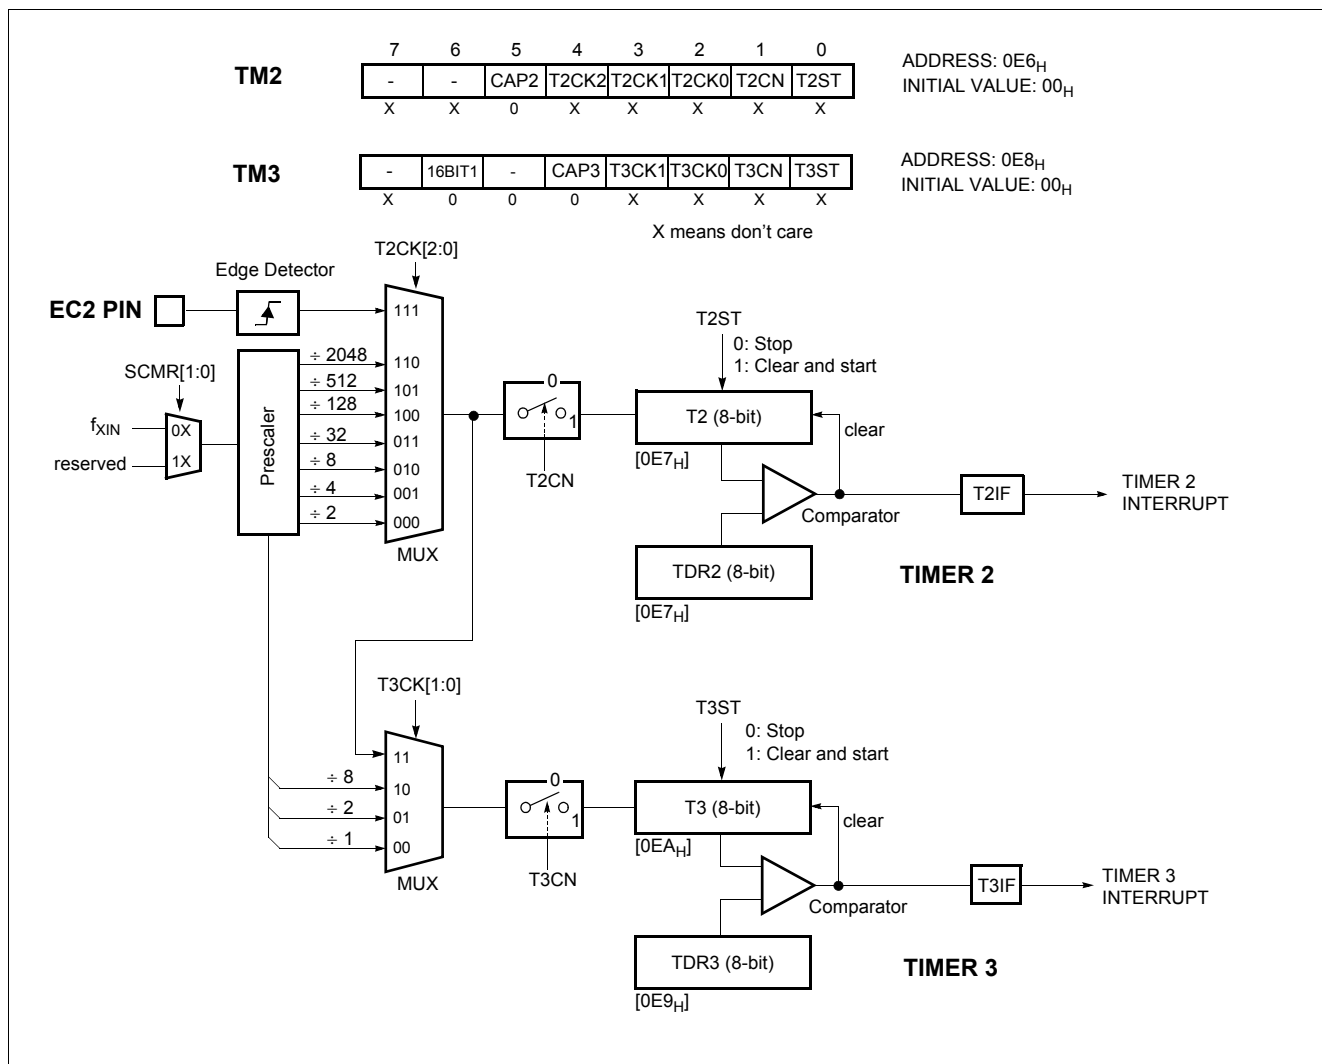 7 6 5 4 3 2 1 0
TM2
- - CAP2 T2CK2 T2CK1 T2CK0 T2CN T2ST
X X 0 X X X X X
ADDRESS: 0E6H
INITIAL VALUE: 00H
TM3
- 16BIT1 - CAP3 T3CK1 T3CK0 T3CN T3ST
X 0 0 0 X X X X
ADDRESS: 0E8H
INITIAL VALUE: 00H
X means don't care
T2CK[2:0]
Edge Detector
EC2 PIN
111
SCMR[1:0]
fXIN
reserved
0X
1X
Prescaler
÷ 2048 110
÷ 512 101
÷ 128 100
÷ 32 011
÷ 8 010
÷ 4 001
÷ 2 000
MUX
0
1
T2CN
T2ST
0: Stop
1: Clear and start
T2 (8-bit)
[0E7H]
clear
Comparator
T2IF
TIMER 2
INTERRUPT
TDR2 (8-bit)
[0E7H]
TIMER 2
T3CK[1:0]
11
÷ 8 10
÷ 2 01
÷ 1 00
MUX
0
1
T3CN
T3ST
0: Stop
1: Clear and start
T3 (8-bit)
[0EAH]
clear
Comparator
T3IF
TIMER 3
INTERRUPT
TDR3 (8-bit)
[0E9H]
TIMER 3